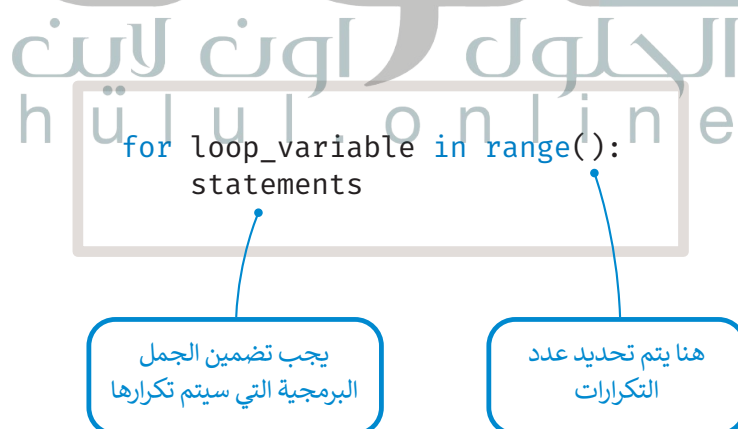 الحلول اون لاين
hulul.online
for loop_variable in range():
statements
هنا يتم تحديد عدد
التكرارات
يجب تضمين الجمل
البرمجية التي سيتم تكرارها